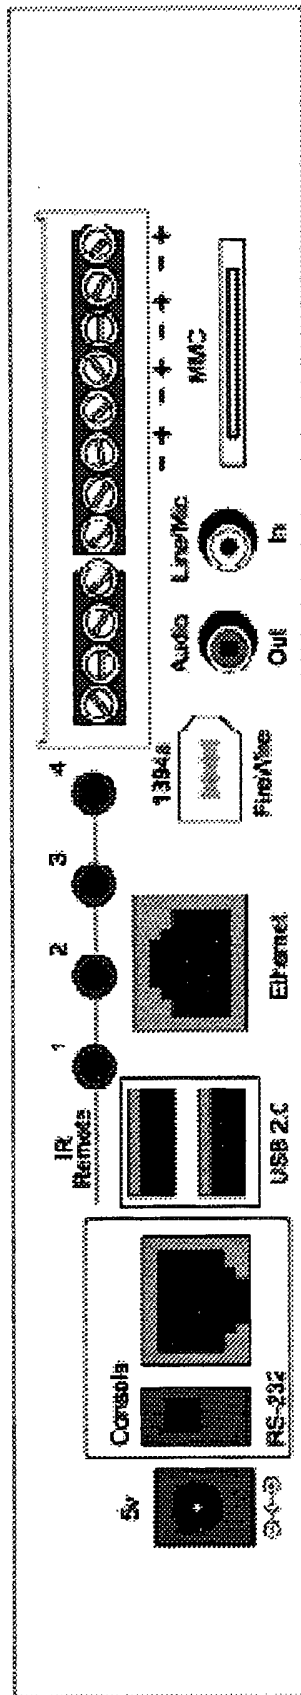 5v
Console
RS-232
IR
Remote
1
2
3
4
USB 2.0
Ethernet
1394a
FireWire
Audio
Out
Line/Mic
In
MMC
- + - + - + - +